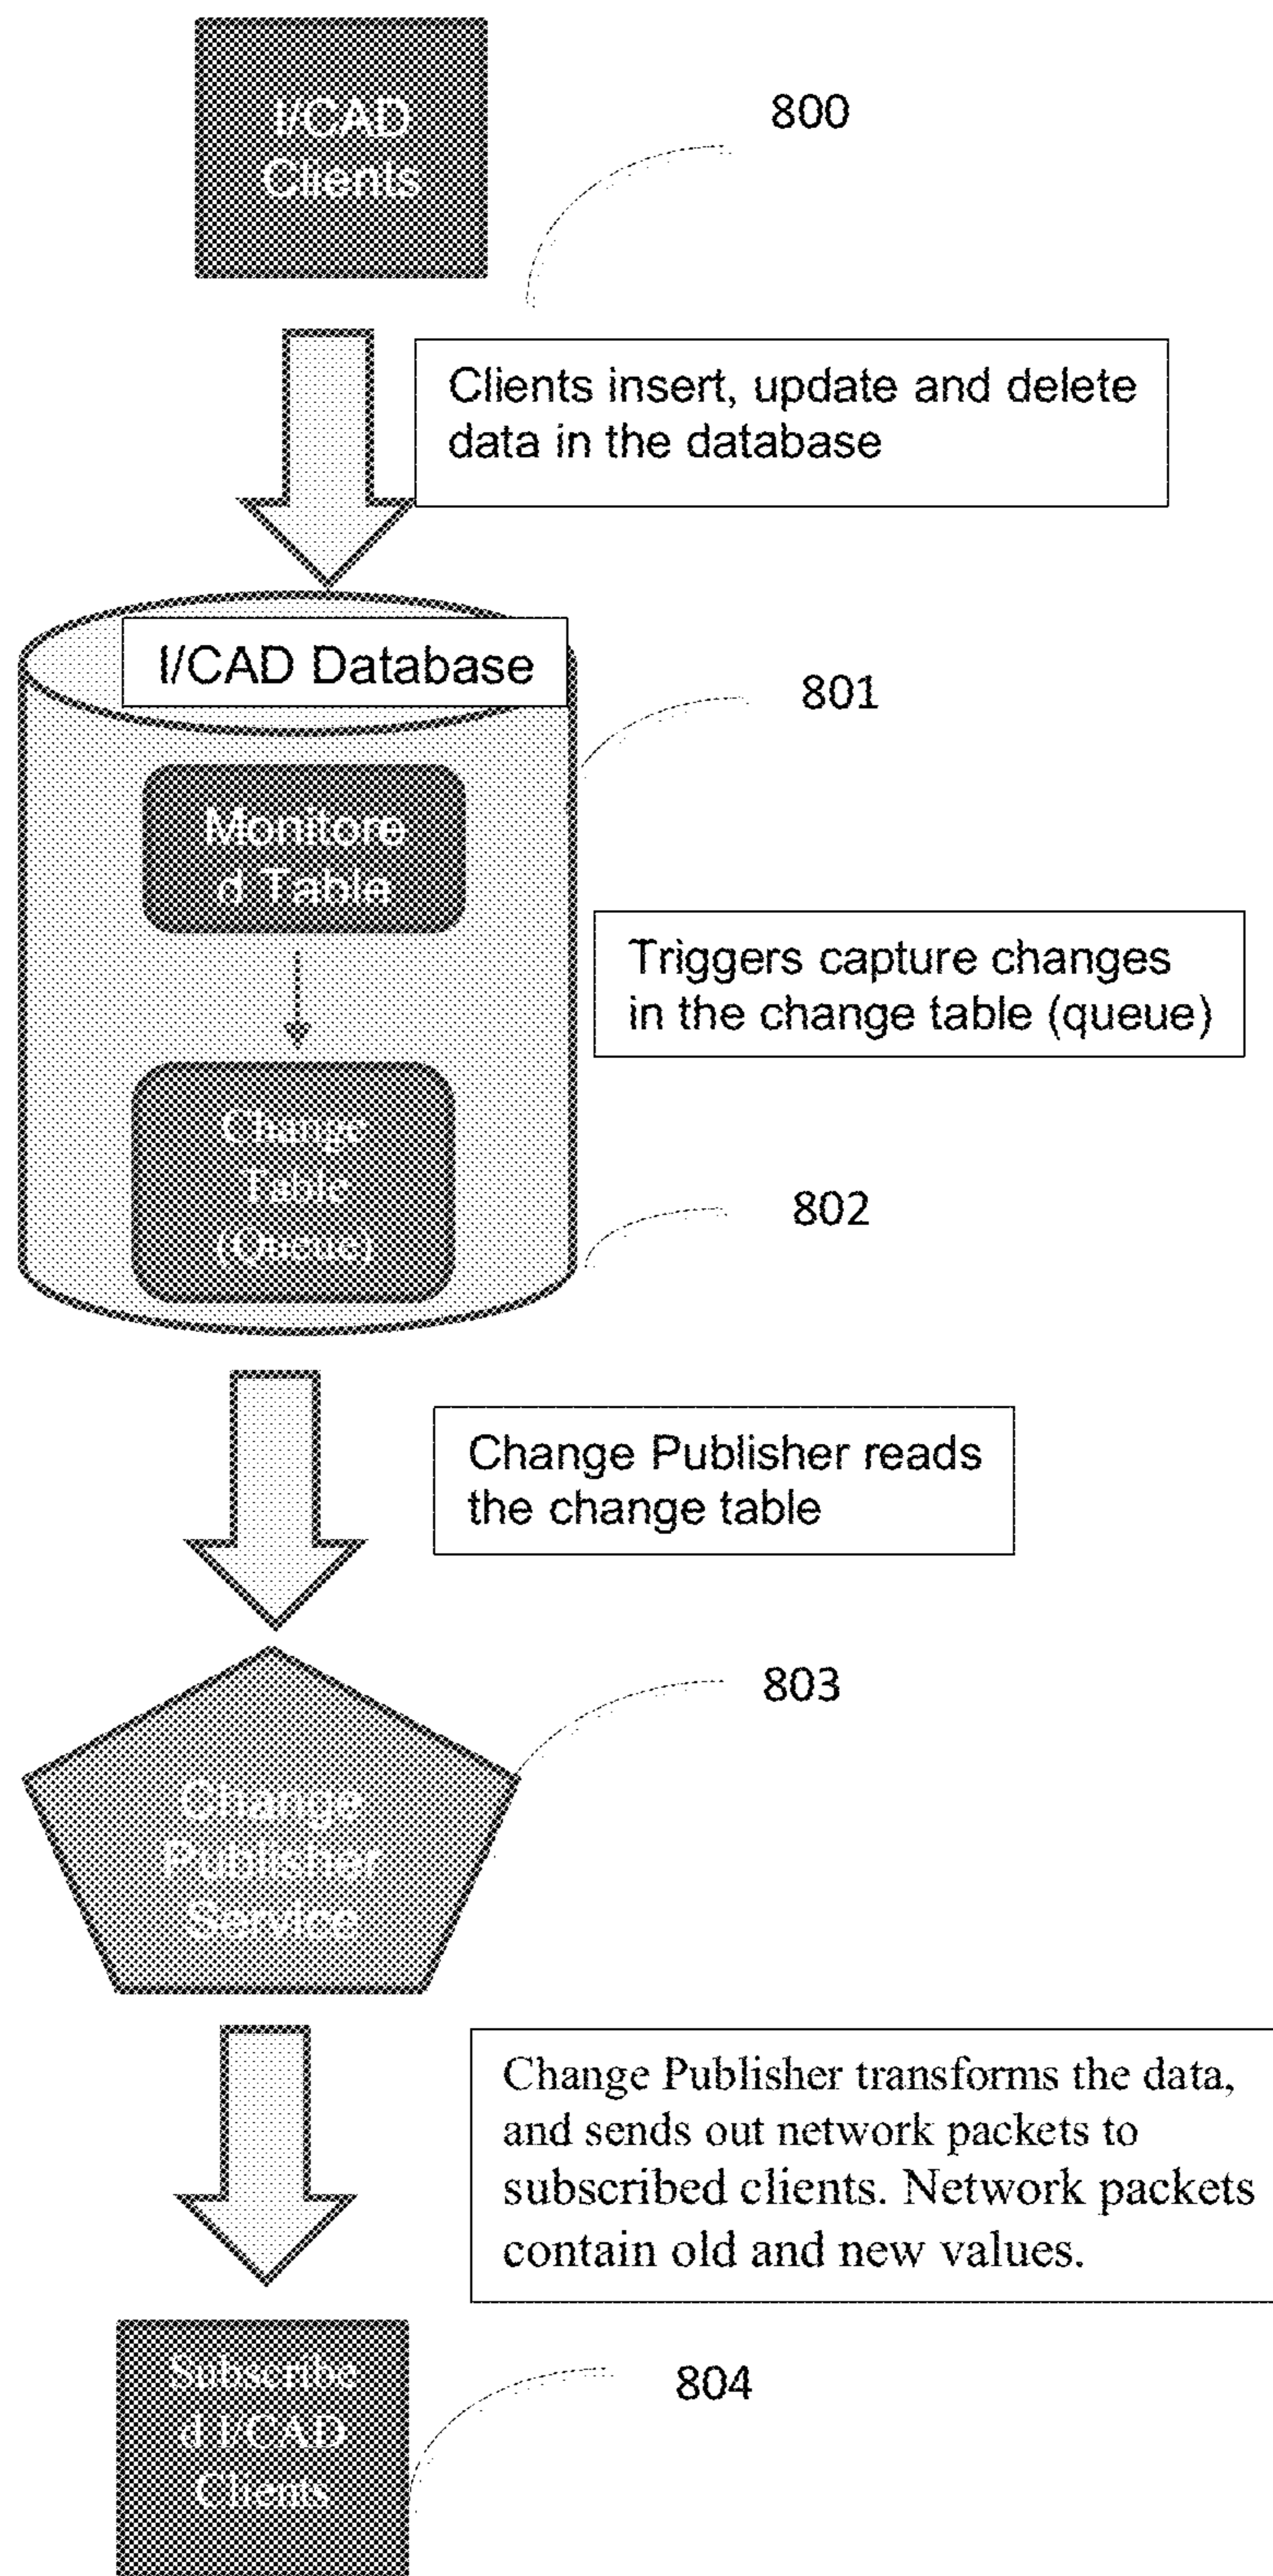 I/CAD
Clients
800
Clients insert, update and delete
data in the database
I/CAD Database
801
Monitore
d Table
Triggers capture changes
in the change table (queue)
Change
Table
(Queue)
802
Change Publisher reads
the change table
803
Change
Publisher
Service
Change Publisher transforms the data,
and sends out network packets to
subscribed clients. Network packets
contain old and new values.
Subscribe
d I/CAD
Clients
804